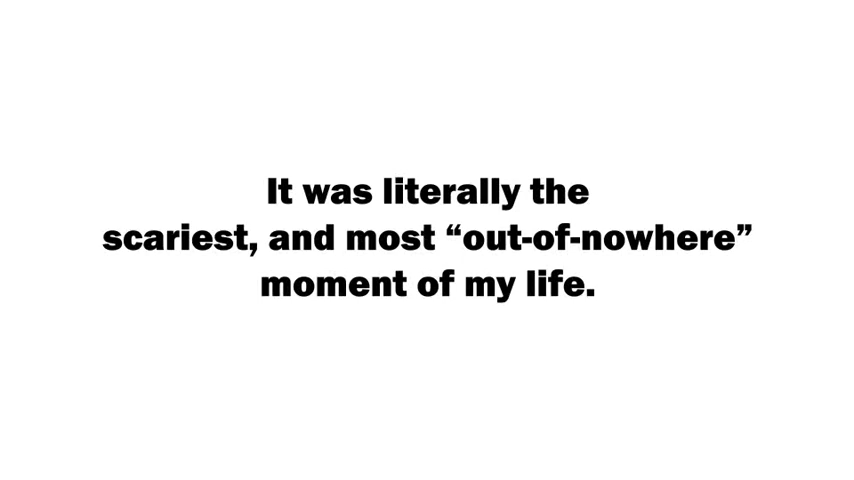 It was literally the
scariest, and most “out-of-nowhere”
moment of my life.